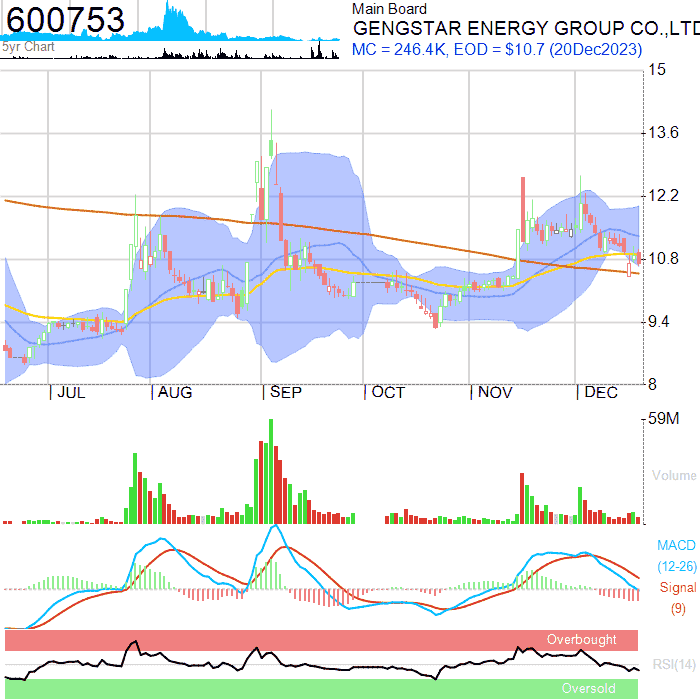 600753
5yr Chart
Main Board
GENGSTAR ENERGY GROUP CO.,LTD
MC = 246.4K, EOD = $10.7 (20Dec2023)
15
13.6
12.2
10.8
9.4
8
JUL
AUG
SEP
OCT
NOV
DEC
59M
Volume
MACD
(12-26)
Signal
(9)
Overbought
RSI(14)
Oversold